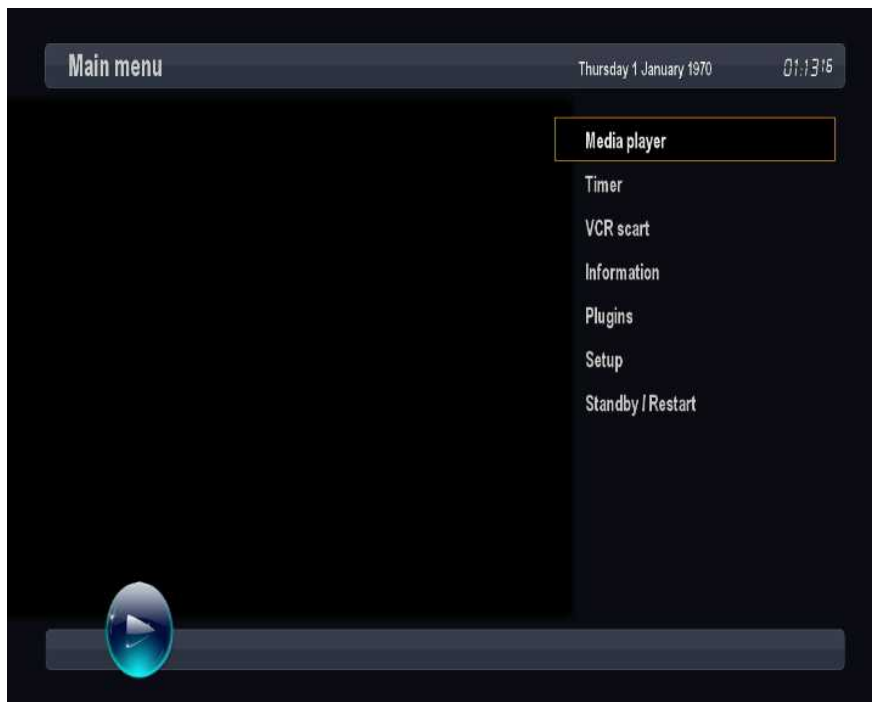 Main menu
Thursday 1 January 1970 01:13:16
Media player
Timer
VCR scart
Information
Plugins
Setup
Standby / Restart